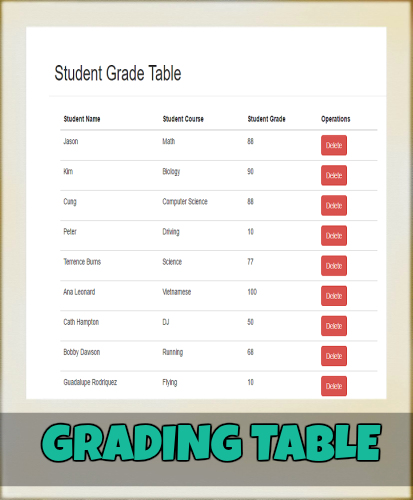 Student Grade Table
Student Name Student Course Student Grade Operations
Jason Math 88 Delete
Kim Biology 90 Delete
Cung Computer Science 88 Delete
Peter Driving 10 Delete
Terrence Burns Science 77 Delete
Ana Leonard Vietnamese 100 Delete
Cath Hampton DJ 50 Delete
Bobby Dawson Running 68 Delete
Guadalupe Rodriquez Flying 10 Delete
GRADING TABLE